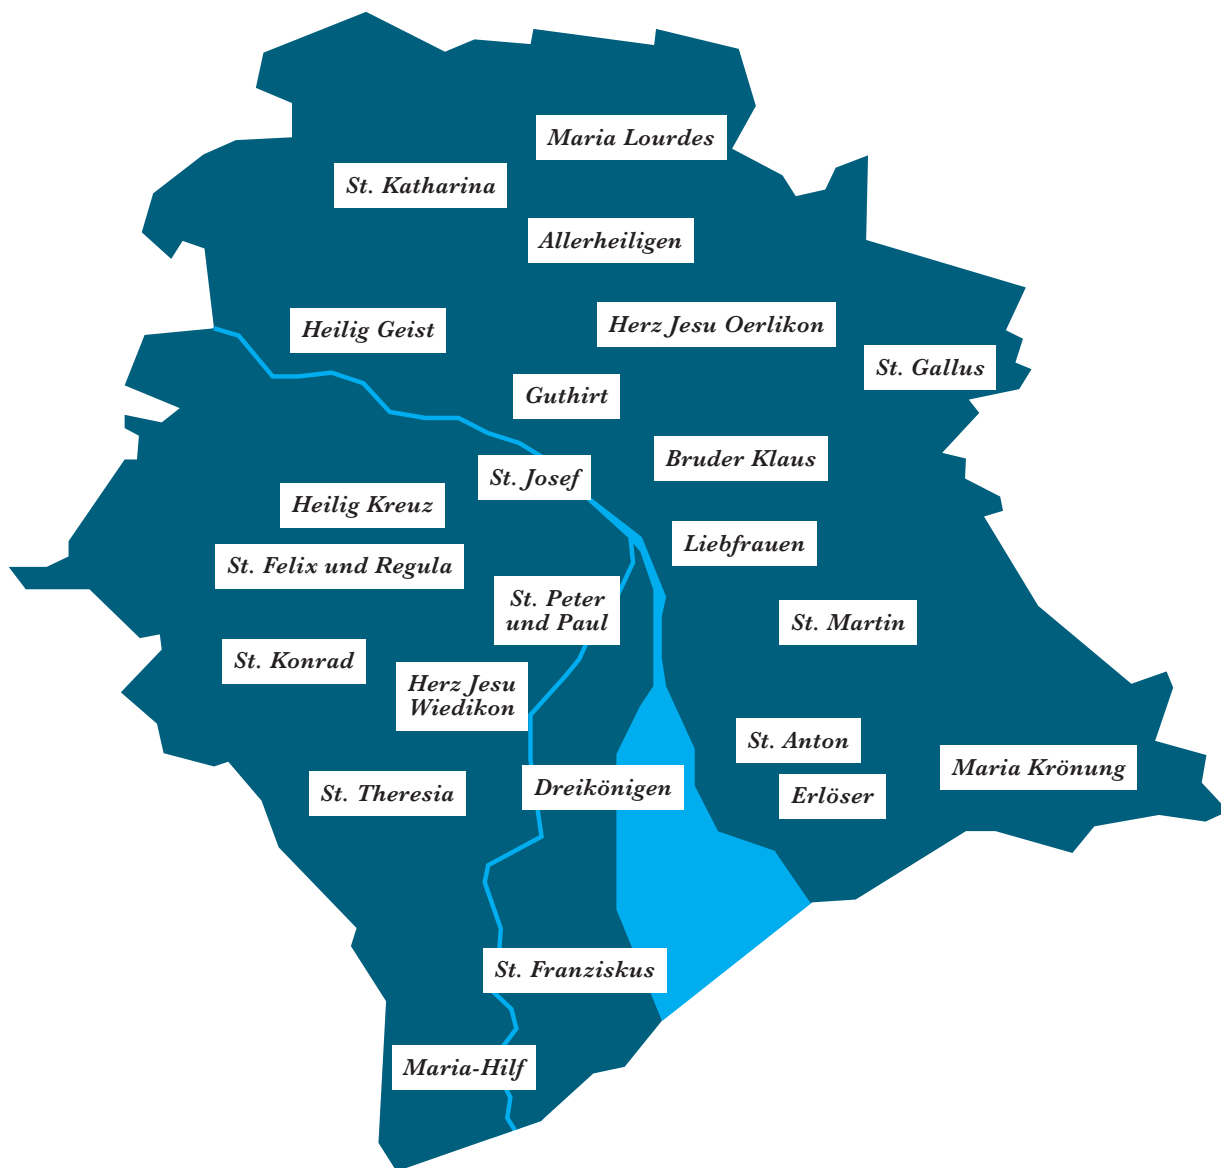 Maria Lourdes
St. Katharina
Allerheiligen
Heilig Geist
Herz Jesu Oerlikon
St. Gallus
Guthirt
Bruder Klaus
St. Josef
Heilig Kreuz
Liebfrauen
St. Felix und Regula
St. Peter
und Paul
St. Martin
St. Konrad
Herz Jesu
Wiedikon
St. Anton
Maria Krönung
Dreikönigen
St. Theresia
Erlöser
St. Franziskus
Maria-Hilf